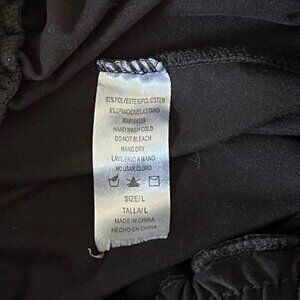 92% POLYESTER/POLIESTER
8% SPANDEX/ELASTANO
HAND WASH COLD
DO NOT BLEACH
HANG DRY
LAVE FRIO A MANO
NO USAR CLORO
SIZE/L
TALLA/L
MADE IN CHINA
HECHO EN CHINA